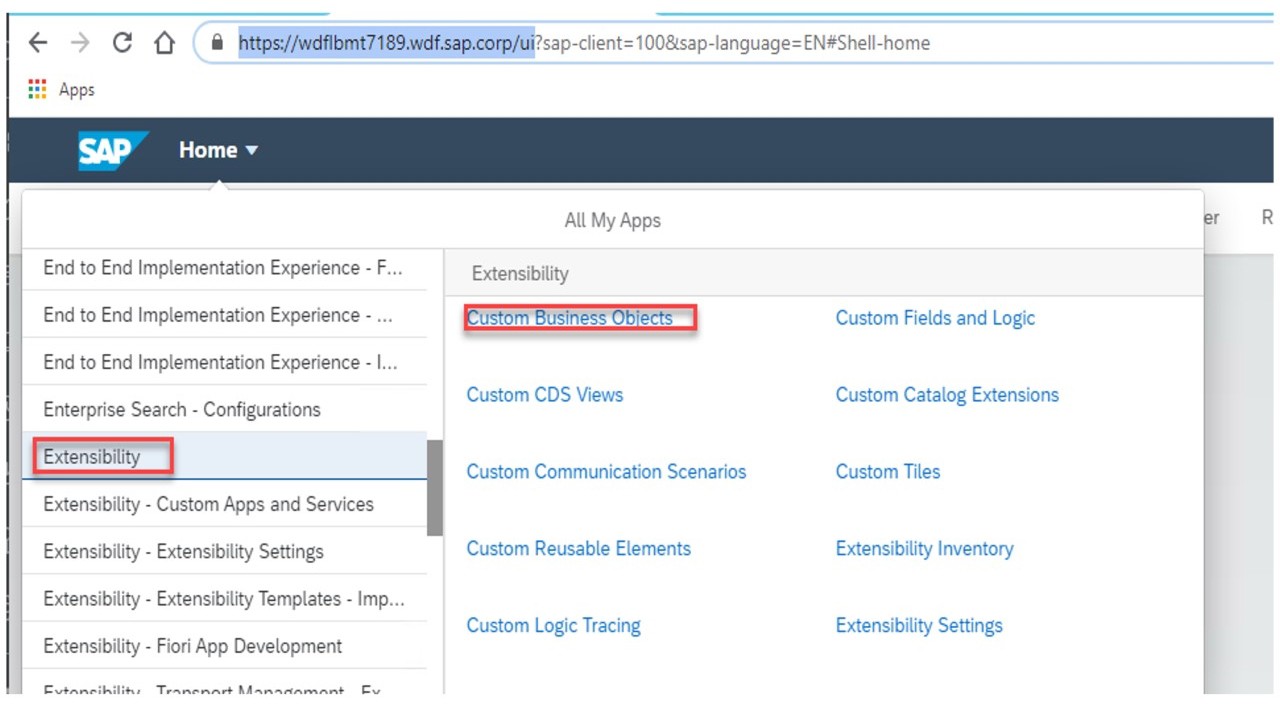 https://wdflbmt7189.wdf.sap.corp/ui?sap-client=100&sap-language=EN#Shell-home
Apps
SAP Home
All My Apps
er R
End to End Implementation Experience - F...
End to End Implementation Experience - ...
End to End Implementation Experience - I...
Enterprise Search - Configurations
Extensibility
Extensibility - Custom Apps and Services
Extensibility - Extensibility Settings
Extensibility - Extensibility Templates - Imp...
Extensibility - Fiori App Development
Extensibility - Transport Management - Ex
Extensibility
Custom Business Objects Custom Fields and Logic
Custom CDS Views Custom Catalog Extensions
Custom Communication Scenarios Custom Tiles
Custom Reusable Elements Extensibility Inventory
Custom Logic Tracing Extensibility Settings